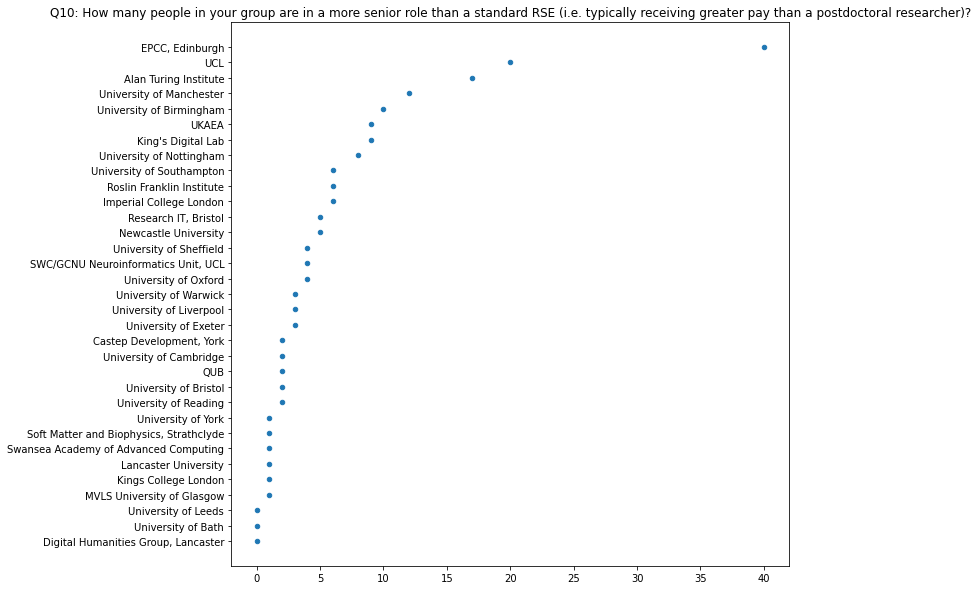 Q10: How many people in your group are in a more senior role than a standard RSE (i.e. typically receiving greater pay than a postdoctoral researcher)?
EPCC, Edinburgh
UCL
Alan Turing Institute
University of Manchester
University of Birmingham
UKAEA
King's Digital Lab
University of Nottingham
University of Southampton
Roslin Franklin Institute
Imperial College London
Research IT, Bristol
Newcastle University
University of Sheffield
SWC/GCNU Neuroinformatics Unit, UCL
University of Oxford
University of Warwick
University of Liverpool
University of Exeter
Castep Development, York
University of Cambridge
QUB
University of Bristol
University of Reading
University of York
Soft Matter and Biophysics, Strathclyde
Swansea Academy of Advanced Computing
Lancaster University
Kings College London
MVLS University of Glasgow
University of Leeds
University of Bath
Digital Humanities Group, Lancaster
0 5 10 15 20 25 30 35 40